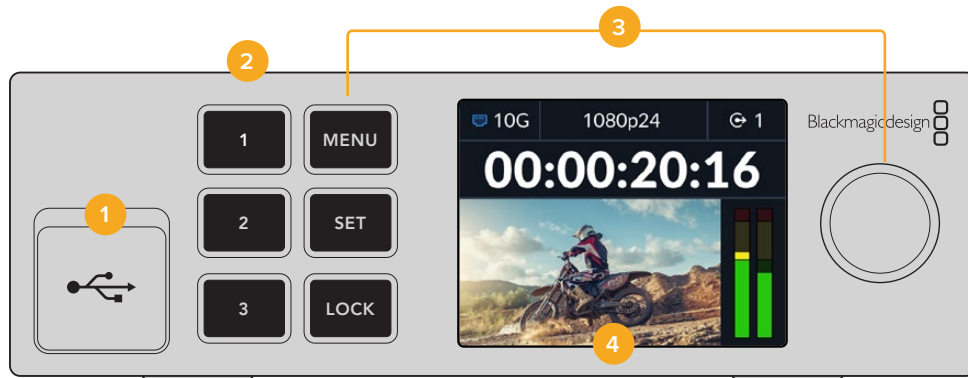 3
2
1 MENU
10G 1080p24 1
Blackmagicdesign
00:00:20:16
1
2 SET
3 LOCK
4